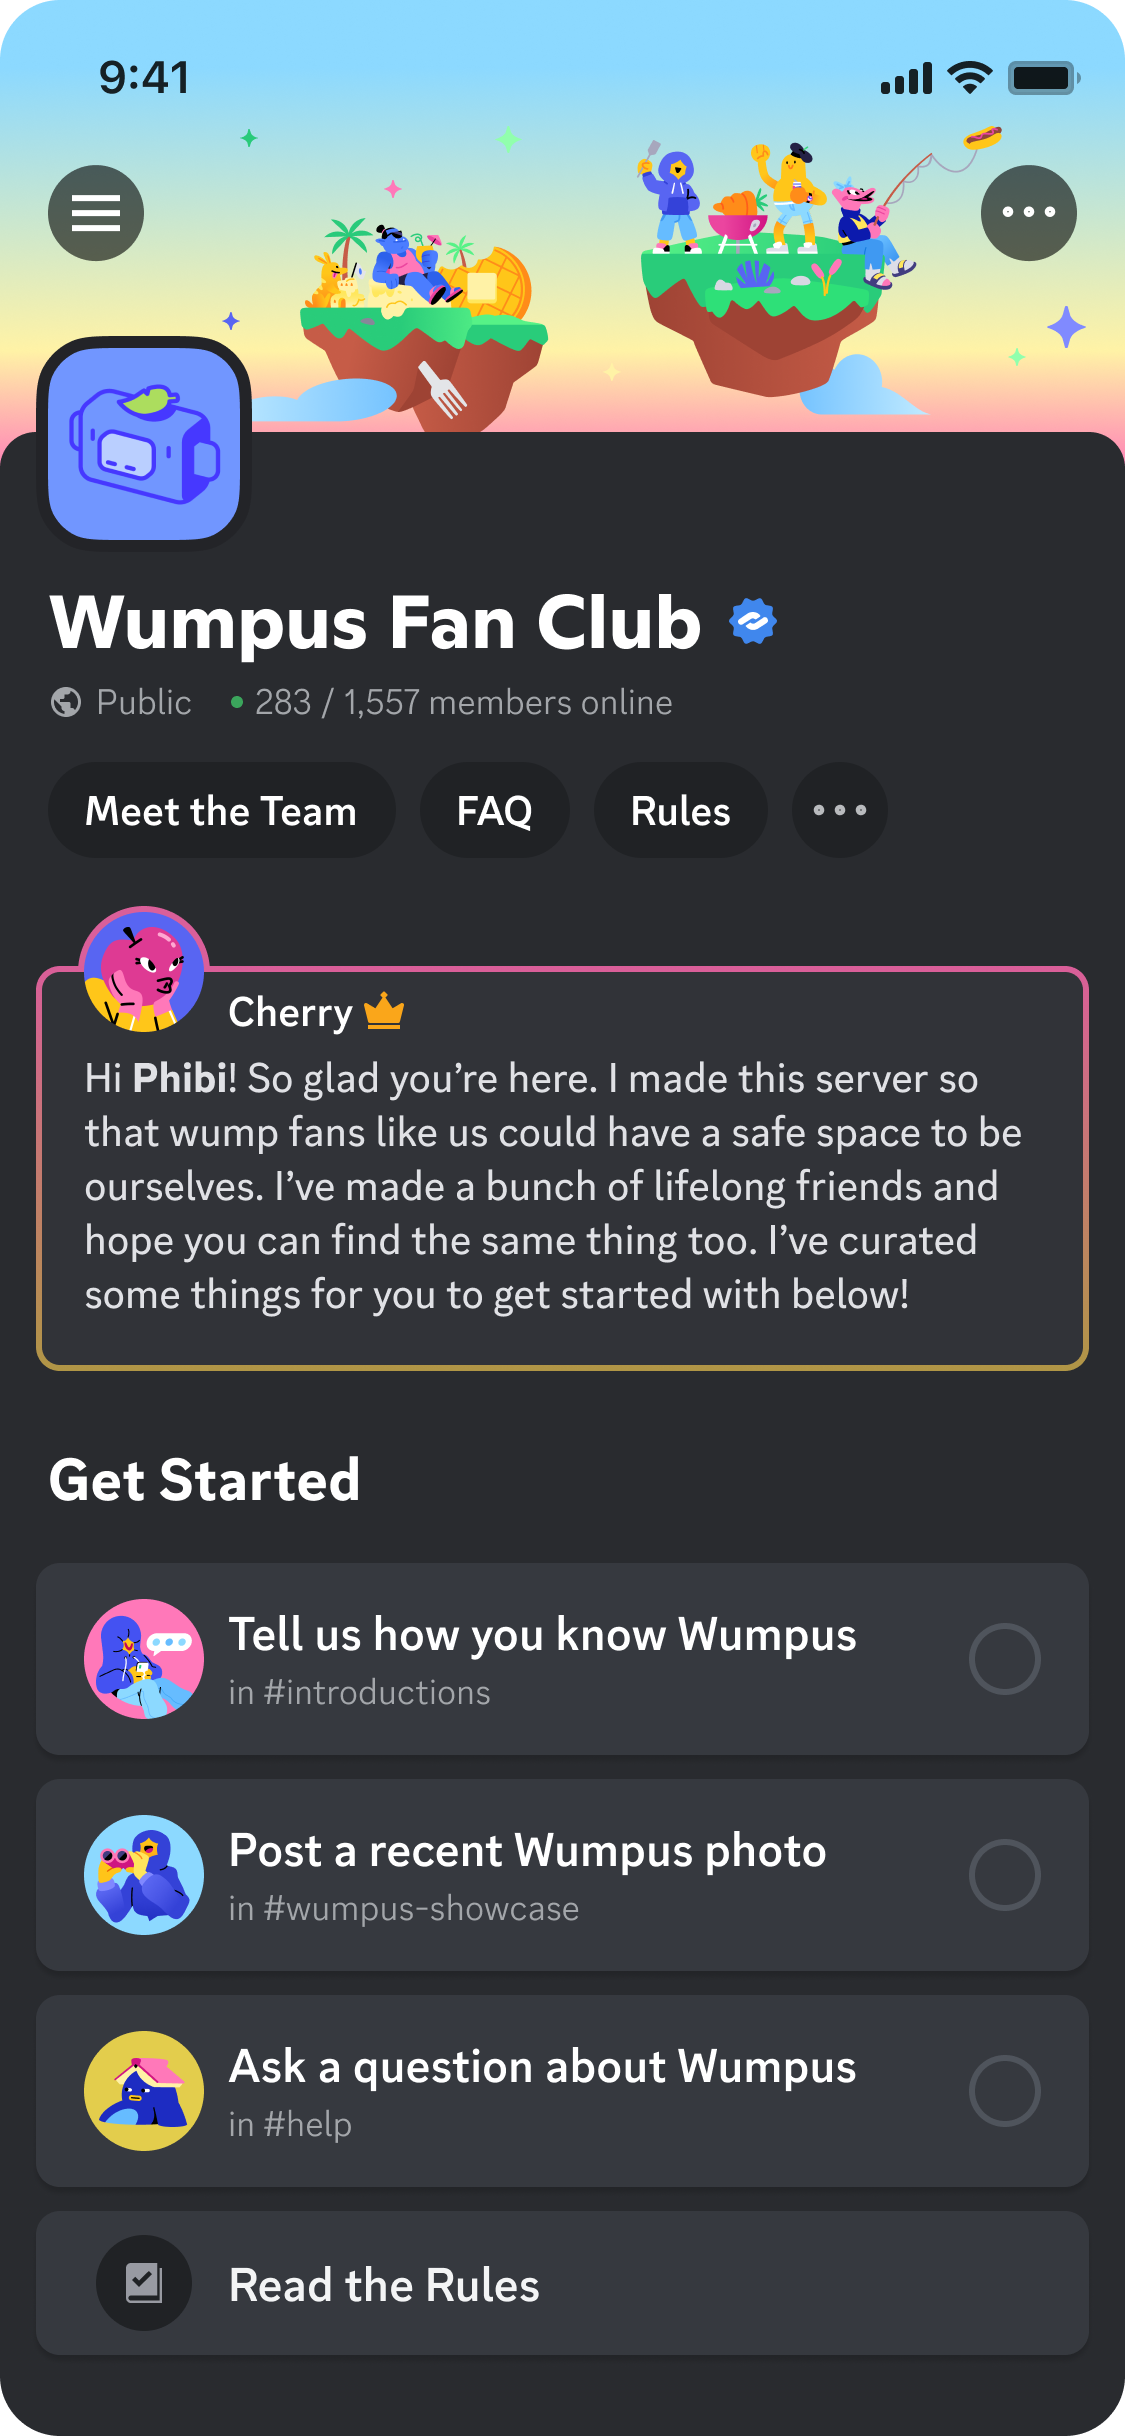 9:41
Wumpus Fan Club
Public • 283 / 1,557 members online
Meet the Team FAQ Rules
Cherry
Hi Phibi! So glad you’re here. I made this server so
that wump fans like us could have a safe space to be
ourselves. I’ve made a bunch of lifelong friends and
hope you can find the same thing too. I’ve curated
some things for you to get started with below!
Get Started
Tell us how you know Wumpus
in #introductions
Post a recent Wumpus photo
in #wumpus-showcase
Ask a question about Wumpus
in #help
Read the Rules